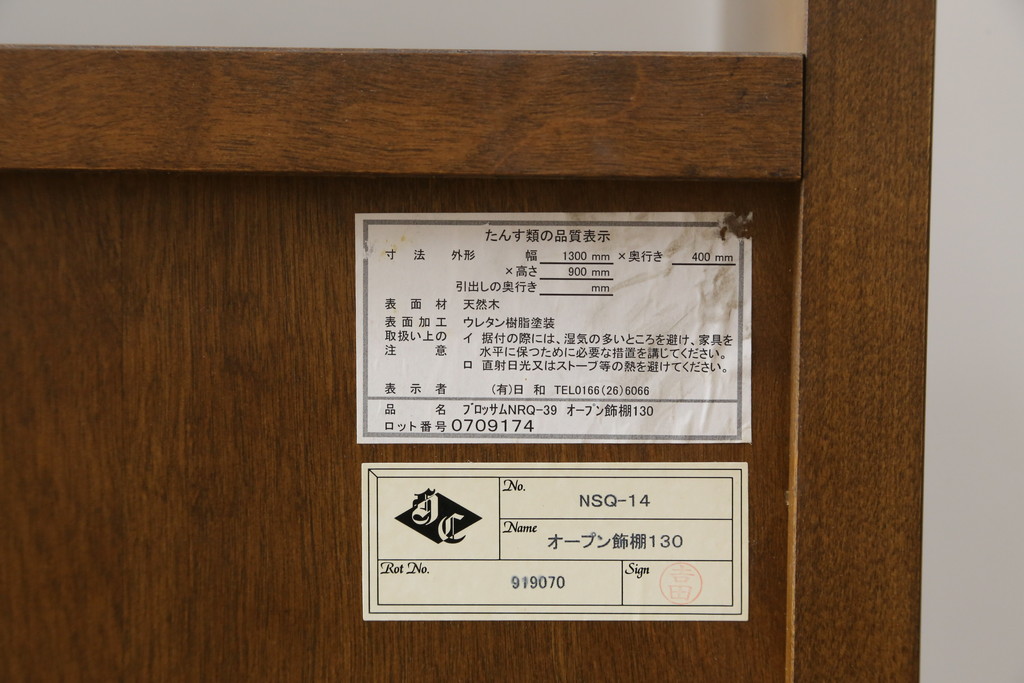 たんす類の品質表示
寸法 外形 幅 1300 mm ×奥行き 400 mm
×高さ 900 mm
引出しの奥行き mm
表面材 天然木
表面加工 ウレタン樹脂塗装
取扱い上の注意 イ 据付の際には、湿気の多いところを避け、家具を
水平に保つために必要な措置を講じてください。
ロ 直射日光又はストーブ等の熱を避けてください。
表示者 (有)日 和 TEL0166(26)6066
品名 ブロッサムNRQ-39 オープン飾棚130
ロット番号 0709174
No.
NSQ-14
Name
オープン飾棚130
Rot No.
919070
Sign
吉田